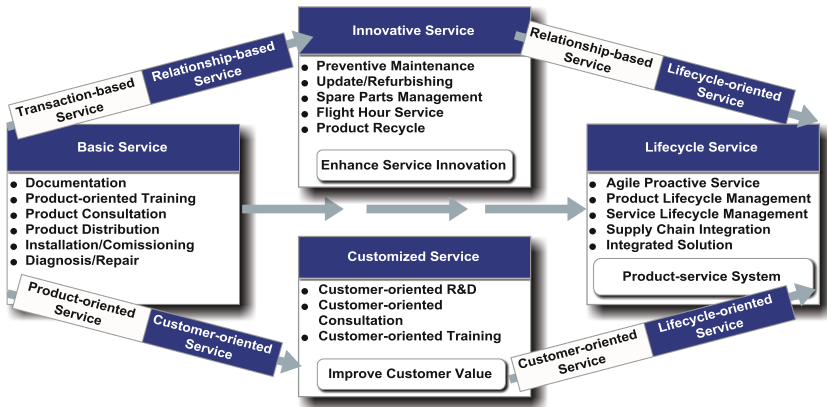 Transaction-based
Service
Relationship-based
Service
Innovative Service
Preventive Maintenance
Update/Refurbishing
Spare Parts Management
Flight Hour Service
Product Recycle
Enhance Service Innovation
Relationship-based
Service
Lifecycle-oriented
Service
Basic Service
Documentation
Product-oriented Training
Product Consultation
Product Distribution
Installation/Comissioning
Diagnosis/Repair
Lifecycle Service
Agile Proactive Service
Product Lifecycle Management
Service Lifecycle Management
Supply Chain Integration
Integrated Solution
Product-service System
Product-oriented
Service
Customer-oriented
Service
Customized Service
Customer-oriented R&D
Customer-oriented
Consultation
Customer-oriented Training
Improve Customer Value
Customer-oriented
Service
Lifecycle-oriented
Service